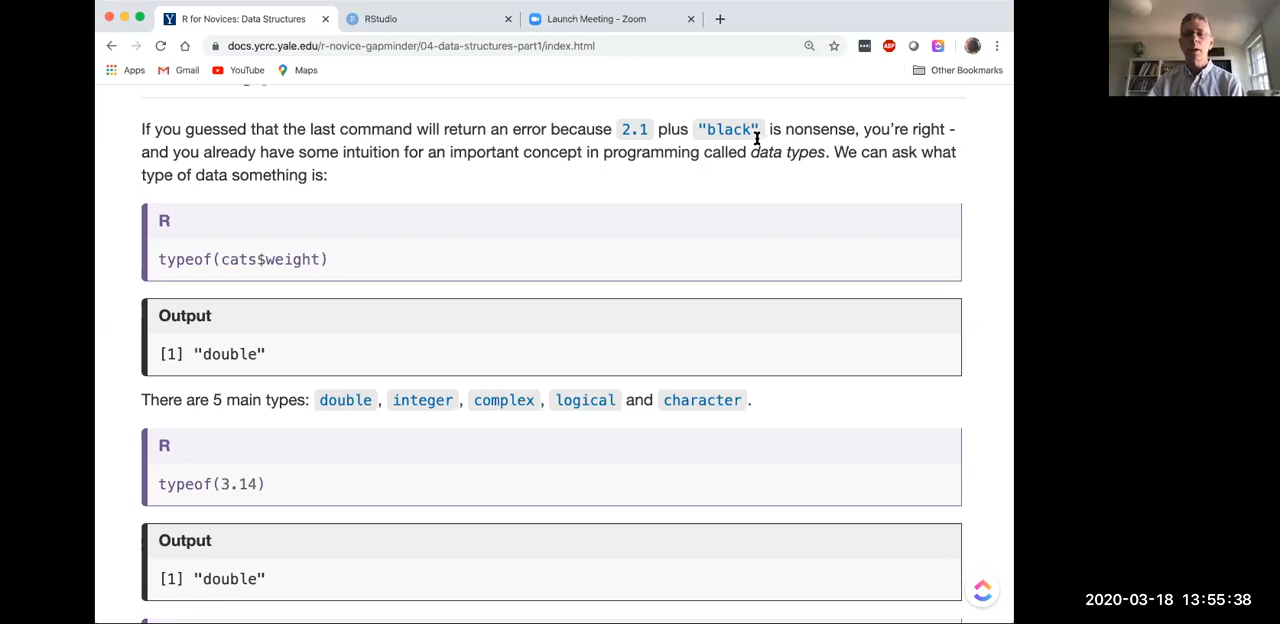 R for Novices: Data Structures
RStudio
Launch Meeting - Zoom
docs.ycrc.yale.edu/r-novice-gapminder/04-data-structures-part1/index.html
ABP
Apps
Gmail
YouTube
Maps
Other Bookmarks
If you guessed that the last command will return an error because 2.1 plus "black" is nonsense, you're right -
and you already have some intuition for an important concept in programming called data types. We can ask what
type of data something is:
R
typeof(cats$weight)
Output
[1] "double"
There are 5 main types: double, integer, complex, logical and character.
R
typeof(3.14)
Output
[1] "double"
2020-03-18 13:55:38